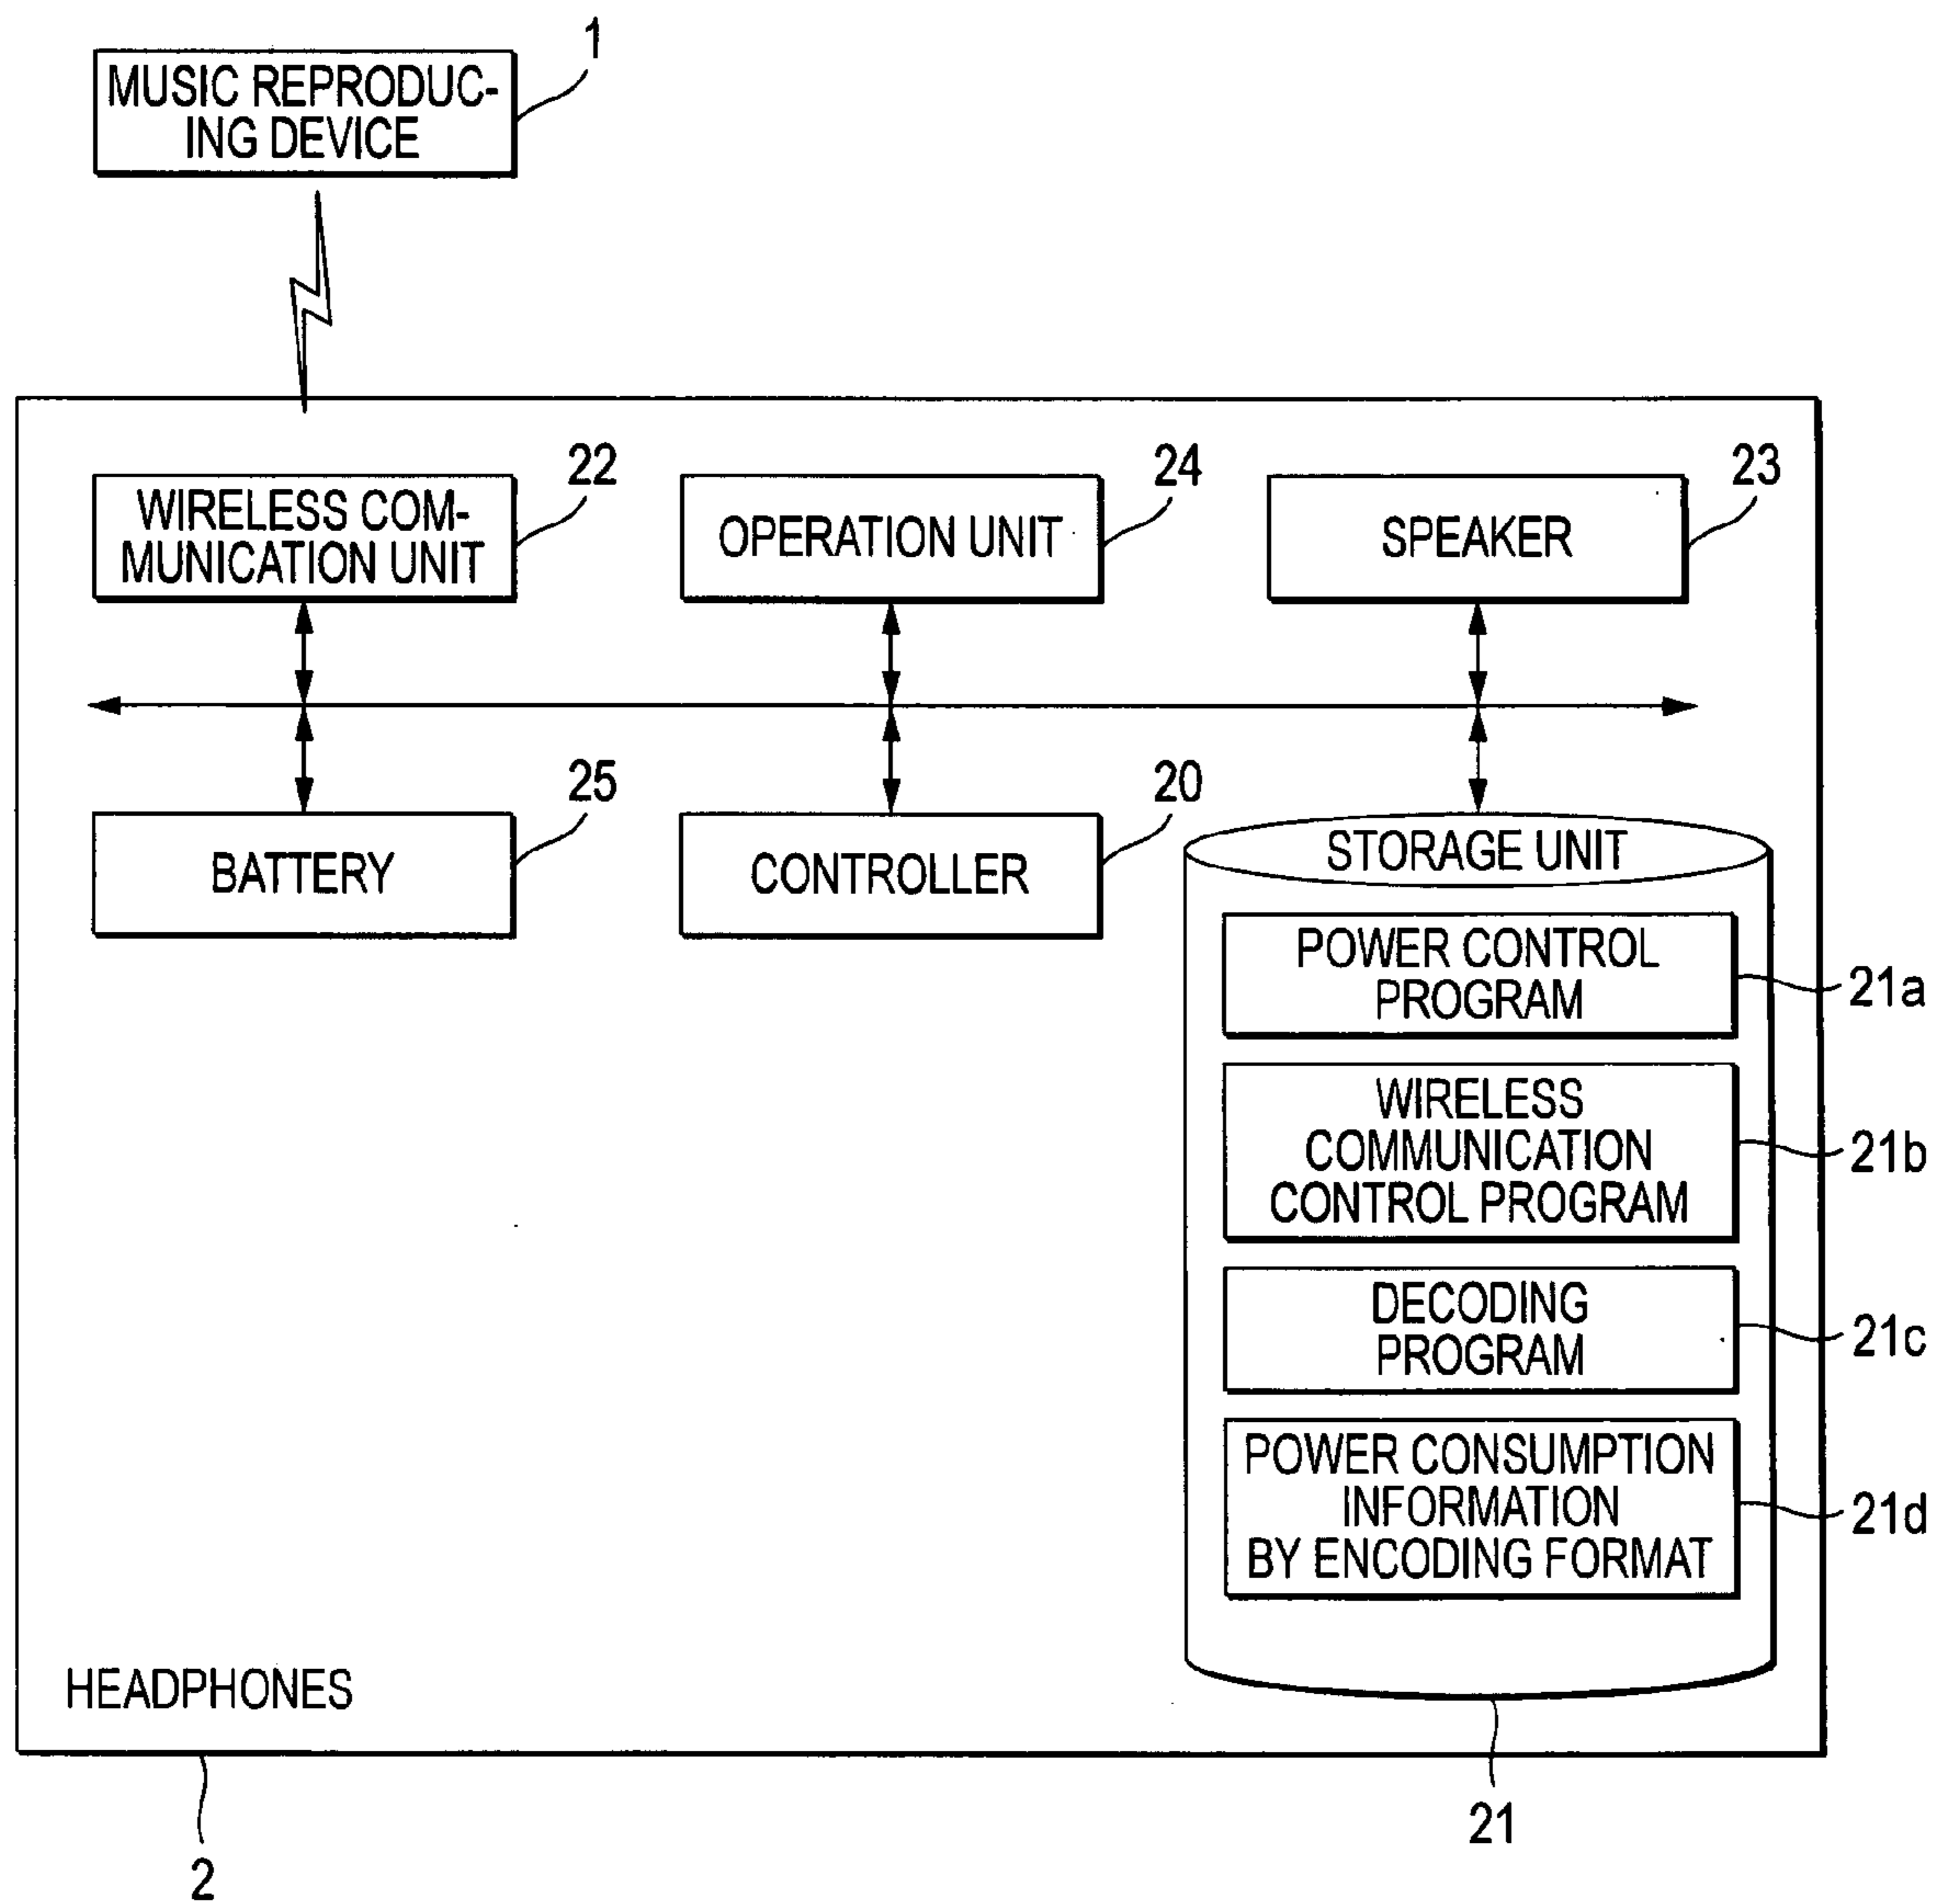 1
MUSIC REPRODUC-
ING DEVICE
22
WIRELESS COM-
MUNICATION UNIT
24
OPERATION UNIT
23
SPEAKER
25
BATTERY
20
CONTROLLER
STORAGE UNIT
POWER CONTROL
PROGRAM
21a
WIRELESS
COMMUNICATION
CONTROL PROGRAM
21b
DECODING
PROGRAM
21c
POWER CONSUMPTION
INFORMATION
BY ENCODING FORMAT
21d
HEADPHONES
2
21